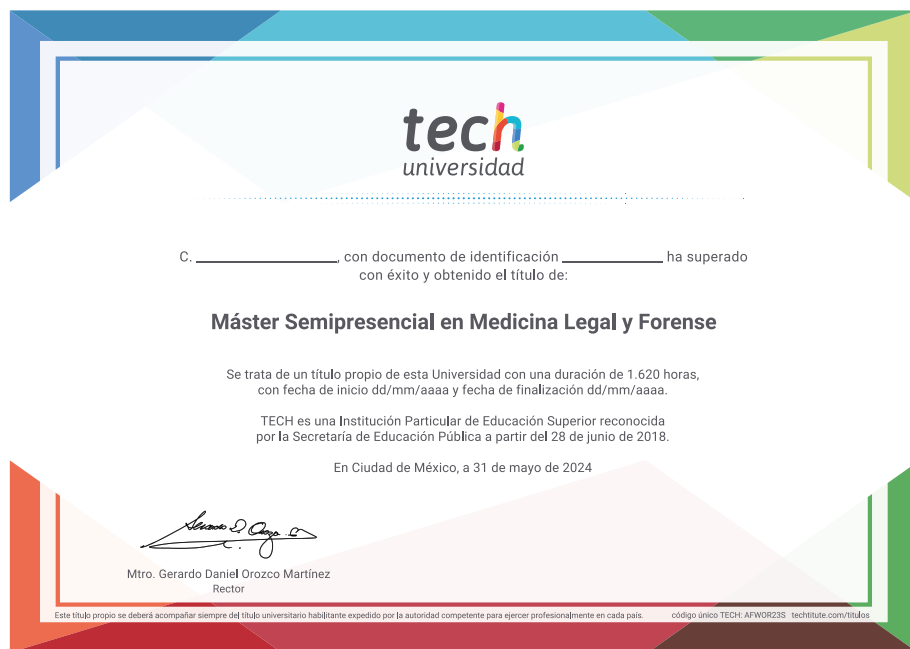 tech
universidad
C. ____________________, con documento de identificación ______________ ha superado
con éxito y obtenido el título de:
Máster Semipresencial en Medicina Legal y Forense
Se trata de un título propio de esta Universidad con una duración de 1.620 horas,
con fecha de inicio dd/mm/aaaa y fecha de finalización dd/mm/aaaa.
TECH es una Institución Particular de Educación Superior reconocida
por la Secretaría de Educación Pública a partir del 28 de junio de 2018.
En Ciudad de México, a 31 de mayo de 2024
Mtro. Gerardo Daniel Orozco Martínez
Rector
Este título propio se deberá acompañar siempre del título universitario habilitante expedido por la autoridad competente para ejercer profesionalmente en cada país. código único TECH: AFWOR23S techtitute.com/titulos